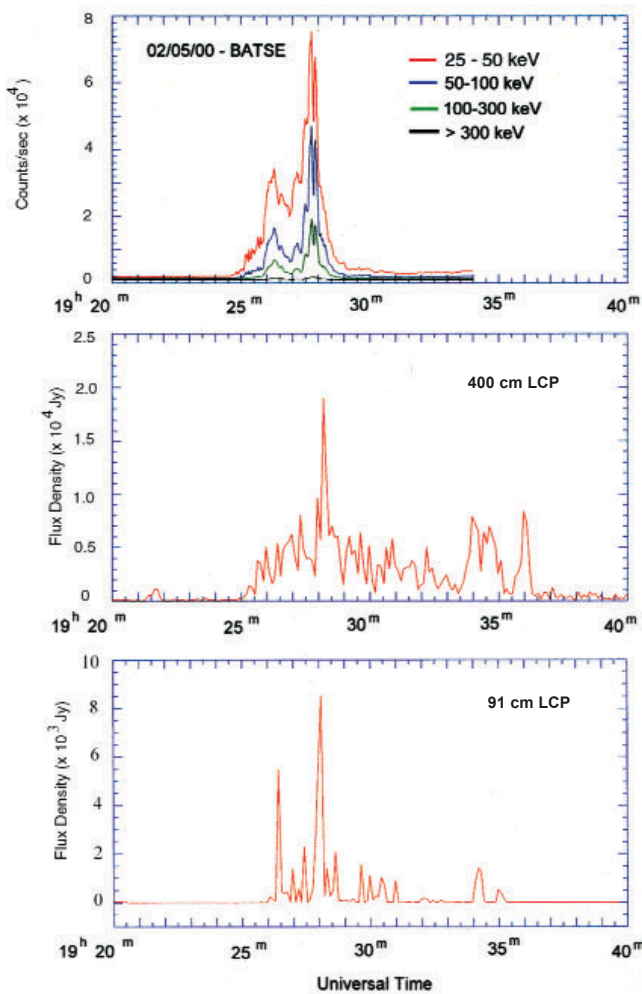 8
6
4
2
0
Counts/sec (x 10⁴)
02/05/00 - BATSE
25 - 50 keV
50-100 keV
100-300 keV
> 300 keV
19ʰ 20ᵐ 25ᵐ 30ᵐ 35ᵐ 40ᵐ
2.5
2.0
1.5
1.0
0.5
0
Flux Density (x 10⁴ Jy)
400 cm LCP
19ʰ 20ᵐ 25ᵐ 30ᵐ 35ᵐ 40ᵐ
10
8
6
4
2
0
Flux Density (x 10³ Jy)
91 cm LCP
19ʰ 20ᵐ 25ᵐ 30ᵐ 35ᵐ 40ᵐ
Universal Time